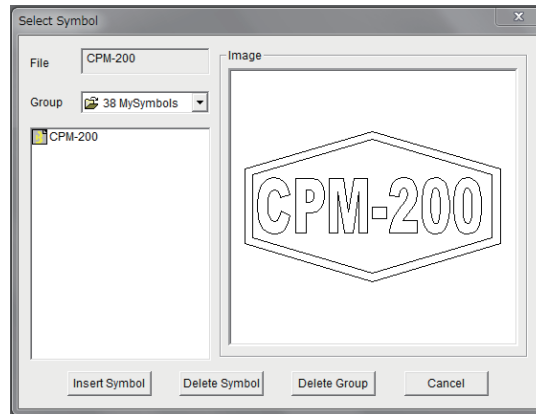 Select Symbol
File
CPM-200
Group
38 MySymbols
CPM-200
Image
CPM-200
Insert Symbol
Delete Symbol
Delete Group
Cancel